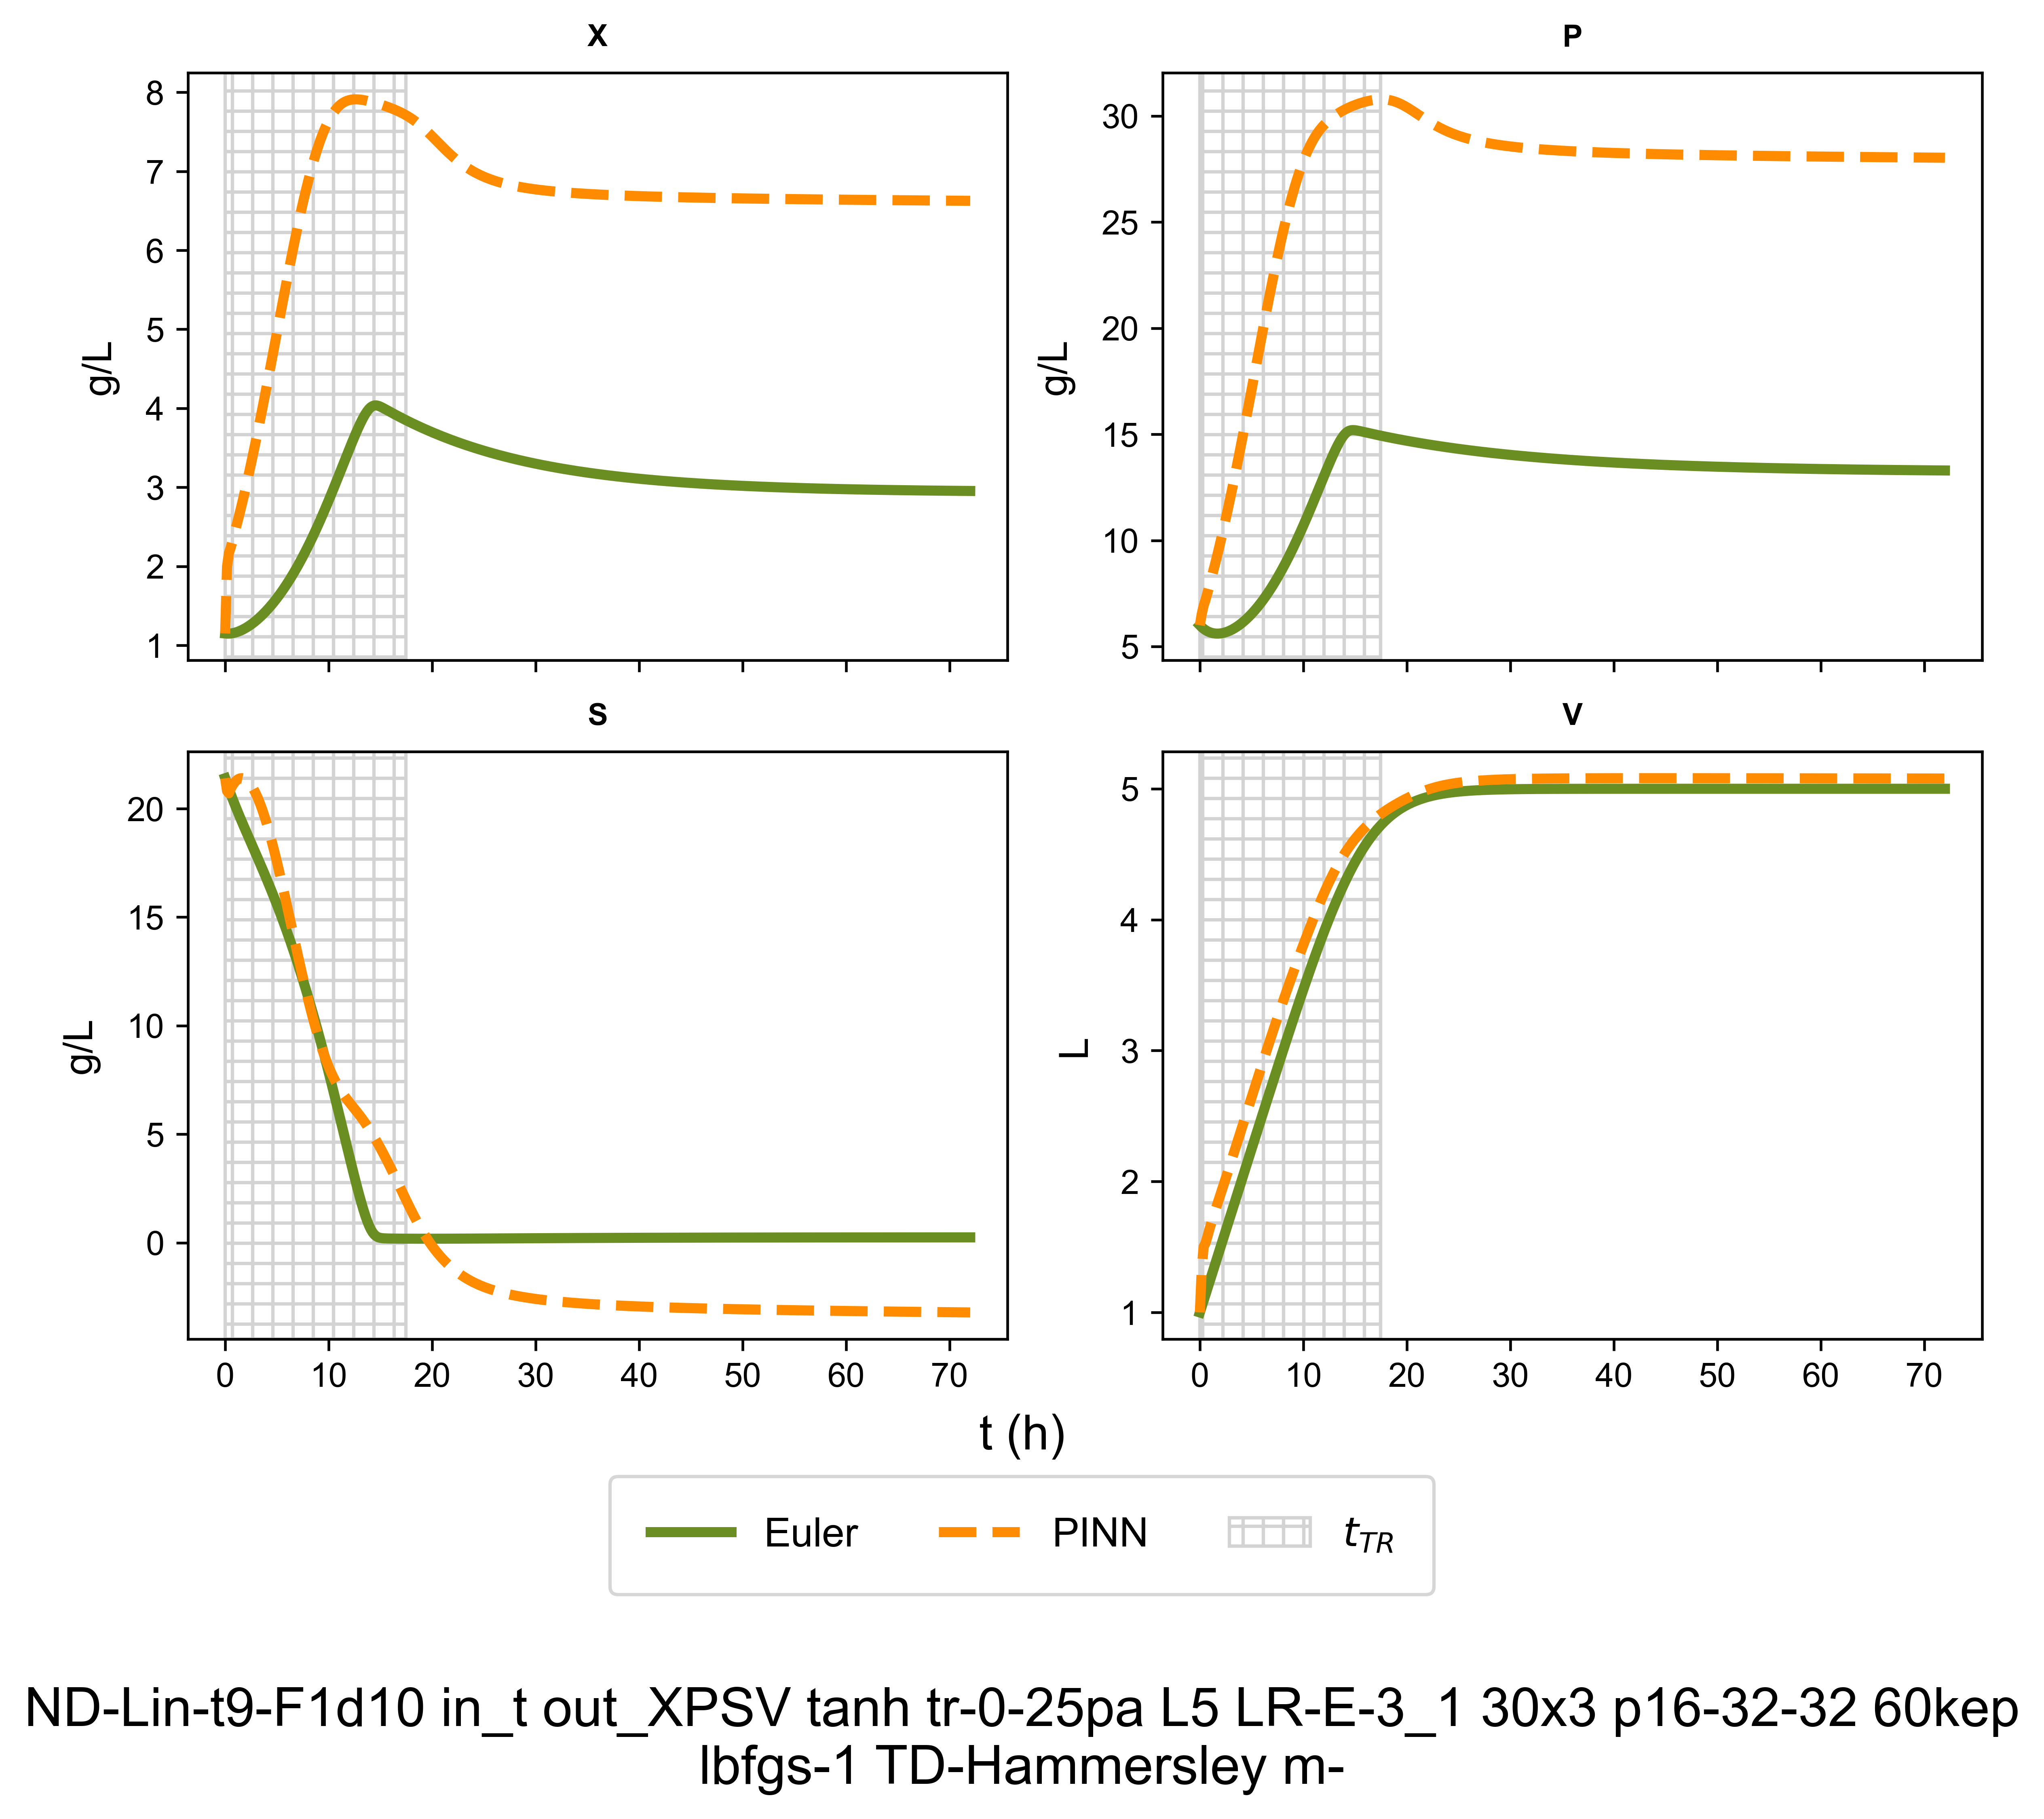 X
P
8
7
6
5
4
3
2
1
g/L
30
25
20
15
10
5
g/L
S
V
20
15
10
5
0
g/L
5
4
3
2
1
L
0 10 20 30 40 50 60 70
0 10 20 30 40 50 60 70
t (h)
Euler PINN t_TR
ND-Lin-t9-F1d10 in_t out_XPSV tanh tr-0-25pa L5 LR-E-3_1 30x3 p16-32-32 60kep
lbfgs-1 TD-Hammersley m-